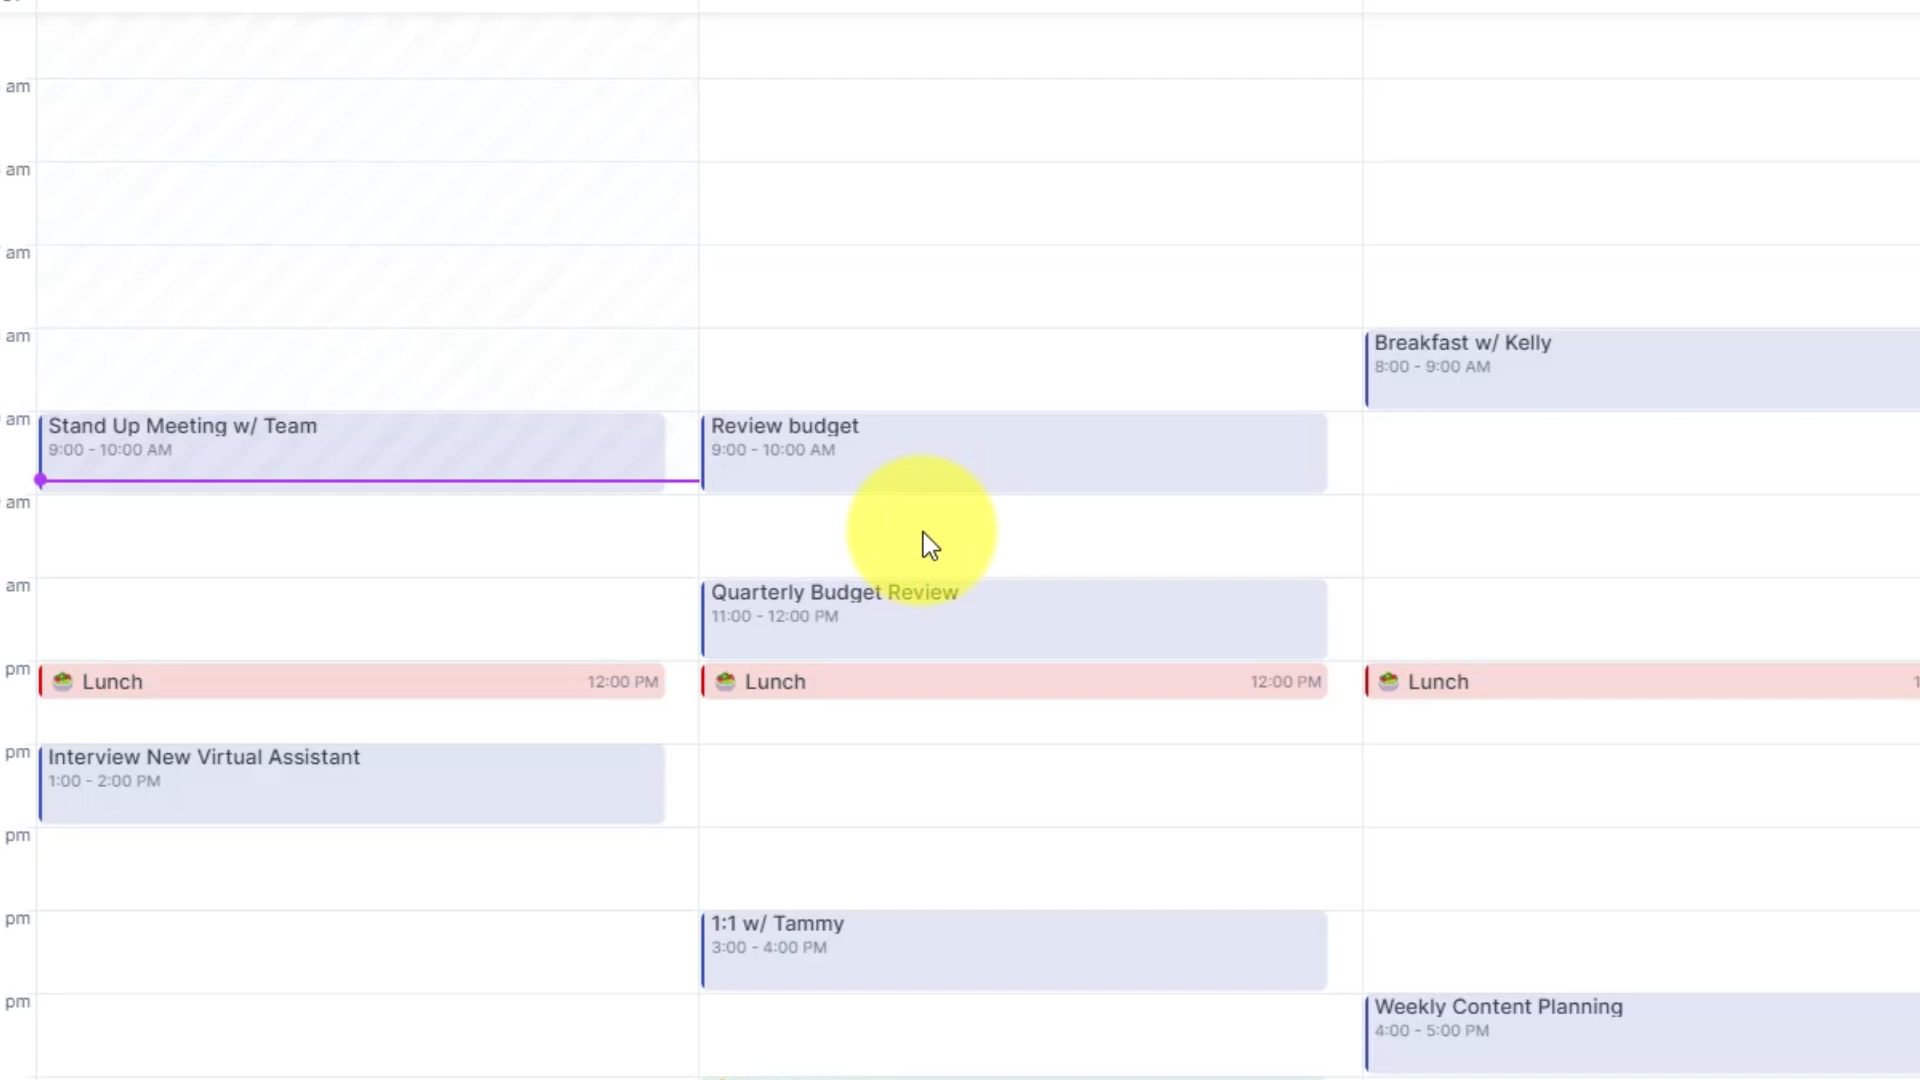 am
am
am
am
Breakfast w/ Kelly
8:00 - 9:00 AM
am
Stand Up Meeting w/ Team
9:00 - 10:00 AM
Review budget
9:00 - 10:00 AM
am
am
Quarterly Budget Review
11:00 - 12:00 PM
pm
Lunch 12:00 PM
Lunch 12:00 PM
Lunch
pm
Interview New Virtual Assistant
1:00 - 2:00 PM
pm
pm
1:1 w/ Tammy
3:00 - 4:00 PM
pm
Weekly Content Planning
4:00 - 5:00 PM